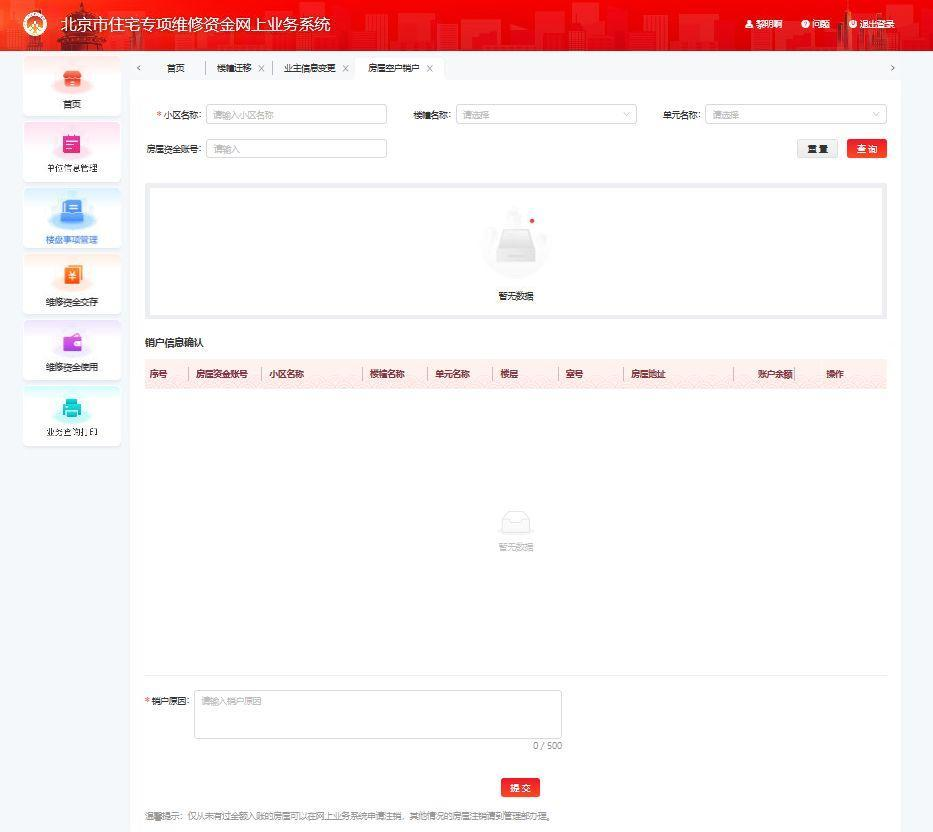 北京市住宅专项维修资金网上业务系统
黎明啊 问题 退出登录
首页 楼幢迁移 业主信息变更 房屋空户销户
首页
单位信息管理
楼盘事项管理
维修资金交存
维修资金使用
业务查询打印
* 小区名称: 请输入小区名称 楼幢名称: 请选择 单元名称: 请选择
房屋资金账号: 请输入 重置 查询
暂无数据
销户信息确认
序号 房屋资金账号 小区名称 楼幢名称 单元名称 楼层 室号 房屋地址 账户余额 操作
暂无数据
* 销户原因: 请输入销户原因
0 / 500
提交
温馨提示：仅从未有过金额入账的房屋可以在网上业务系统申请注销，其他情况的房屋注销请到管理部办理。